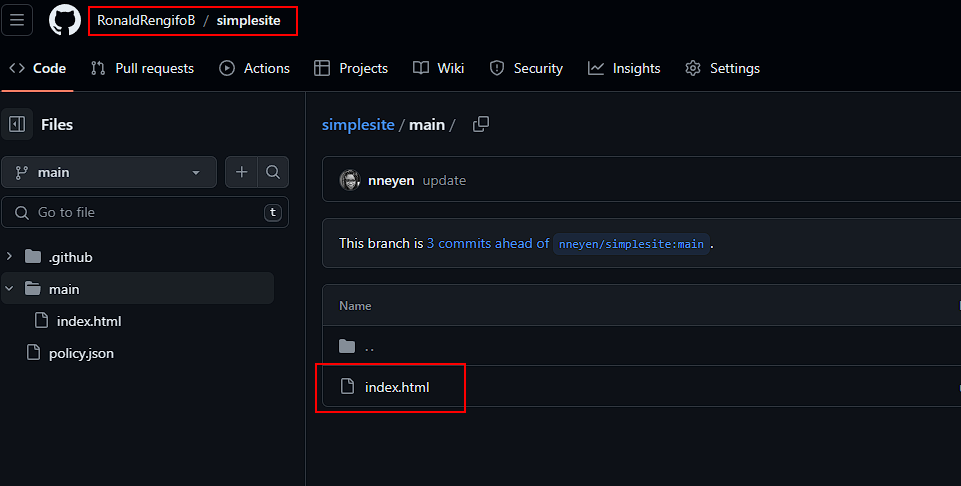 RonaldRengifoB / simplesite
Code Pull requests Actions Projects Wiki Security Insights Settings
Files
main
Go to file t
.github
main
index.html
policy.json
simplesite / main /
nneyen update
This branch is 3 commits ahead of nneyen/simplesite:main .
Name
..
index.html